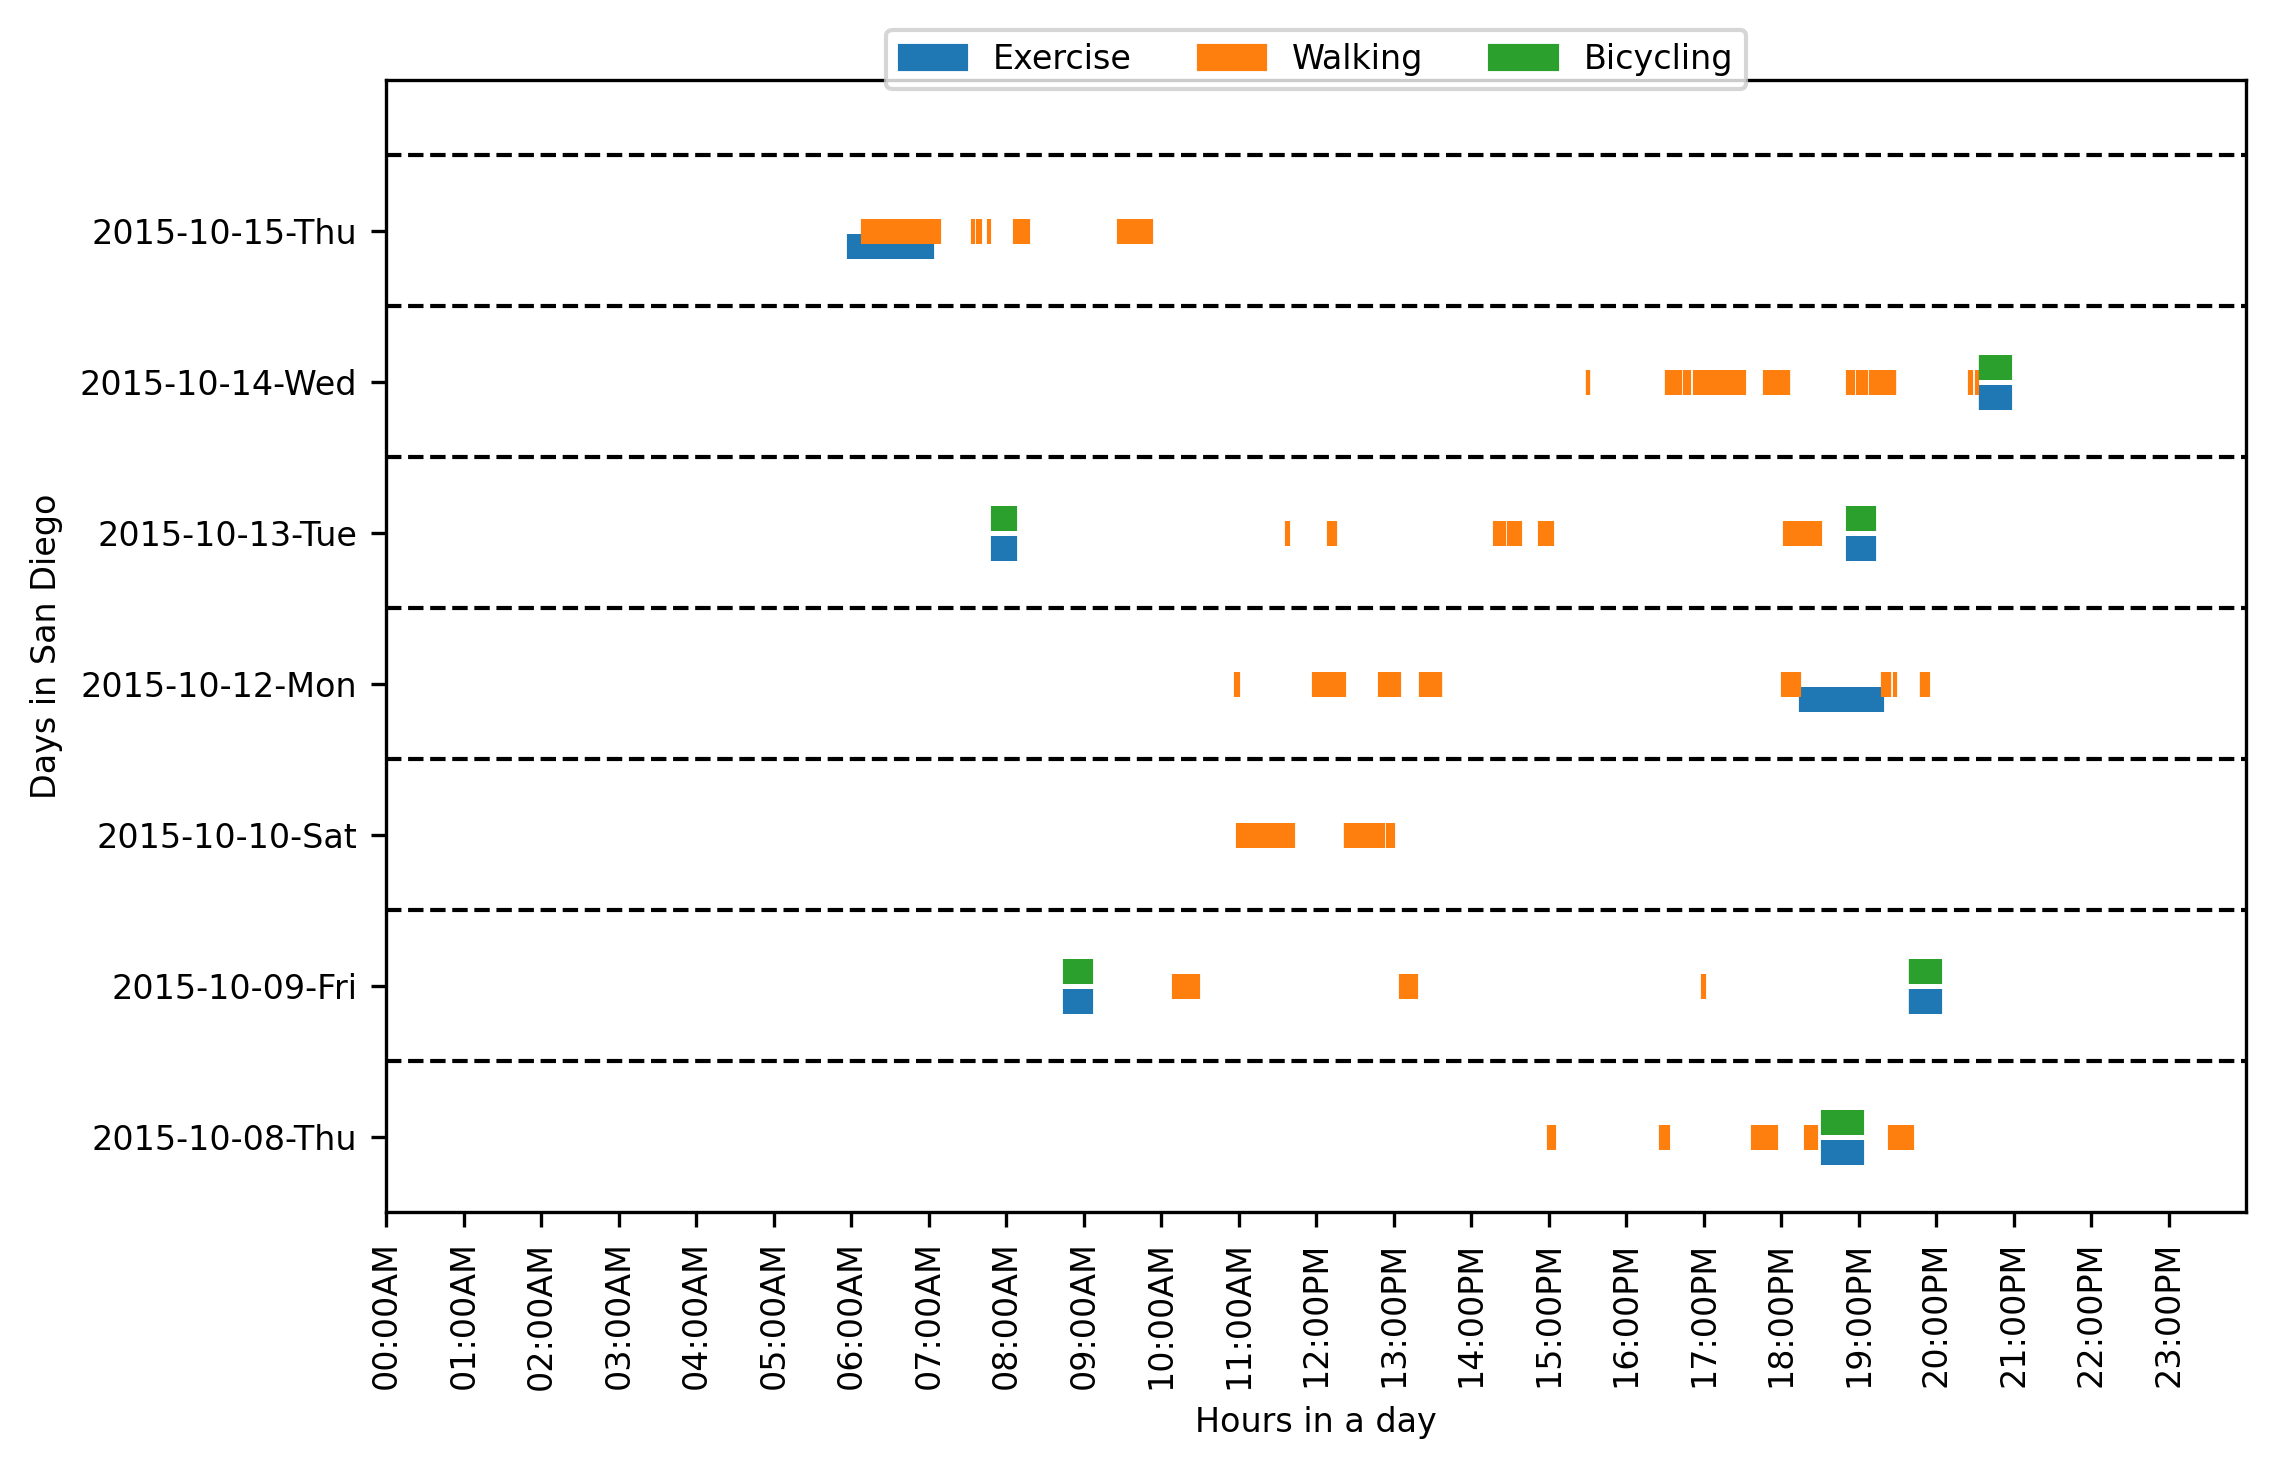 Exercise Walking Bicycling
2015-10-15-Thu
2015-10-14-Wed
2015-10-13-Tue
2015-10-12-Mon
2015-10-10-Sat
2015-10-09-Fri
2015-10-08-Thu
Days in San Diego
00:00AM
01:00AM
02:00AM
03:00AM
04:00AM
05:00AM
06:00AM
07:00AM
08:00AM
09:00AM
10:00AM
11:00AM
12:00PM
13:00PM
14:00PM
15:00PM
16:00PM
17:00PM
18:00PM
19:00PM
20:00PM
21:00PM
22:00PM
23:00PM
Hours in a day